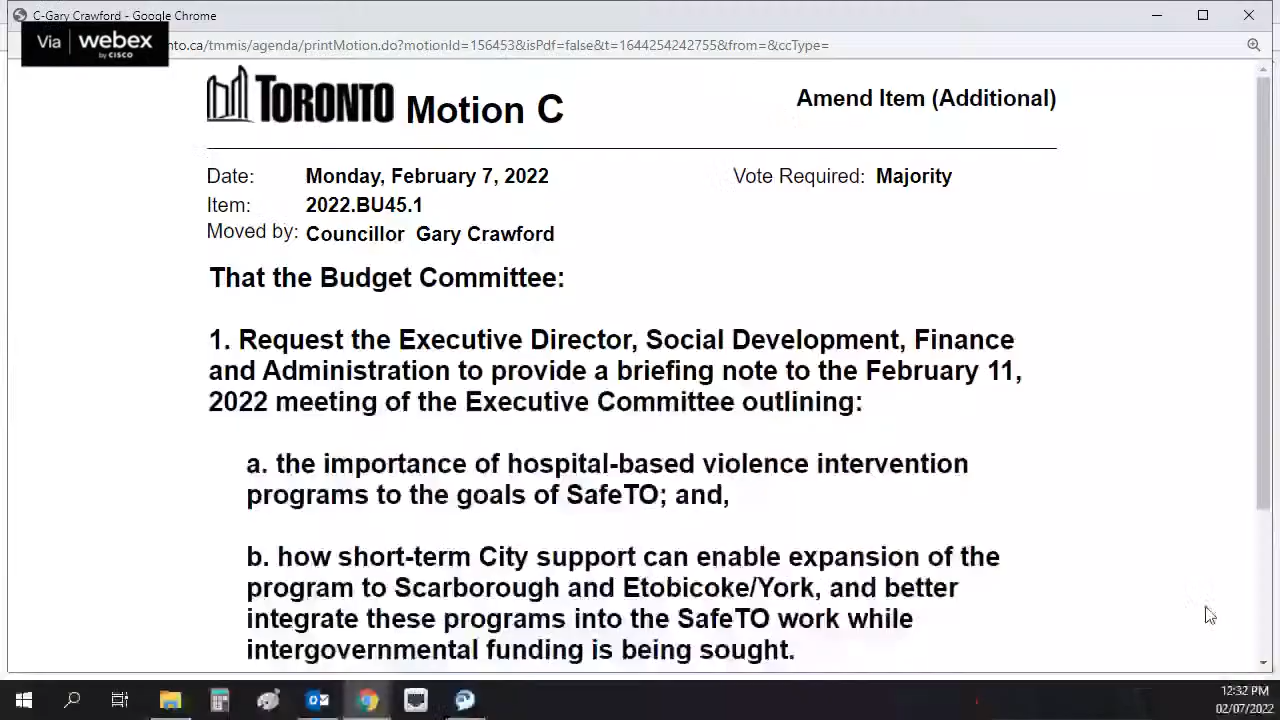 C-Gary Crawford - Google Chrome
Via webex
by CISCO
nto.ca/tmmis/agenda/printMotion.do?motionId=156453&isPdf=false&t=1644254242755&from=&ccType=
TORONTO Motion C
Amend Item (Additional)
Date: Monday, February 7, 2022
Vote Required: Majority
Item: 2022.BU45.1
Moved by: Councillor Gary Crawford
That the Budget Committee:
1. Request the Executive Director, Social Development, Finance
and Administration to provide a briefing note to the February 11,
2022 meeting of the Executive Committee outlining:
a. the importance of hospital-based violence intervention
programs to the goals of SafeTO; and,
b. how short-term City support can enable expansion of the
program to Scarborough and Etobicoke/York, and better
integrate these programs into the SafeTO work while
intergovernmental funding is being sought.
12:32 PM
02/07/2022